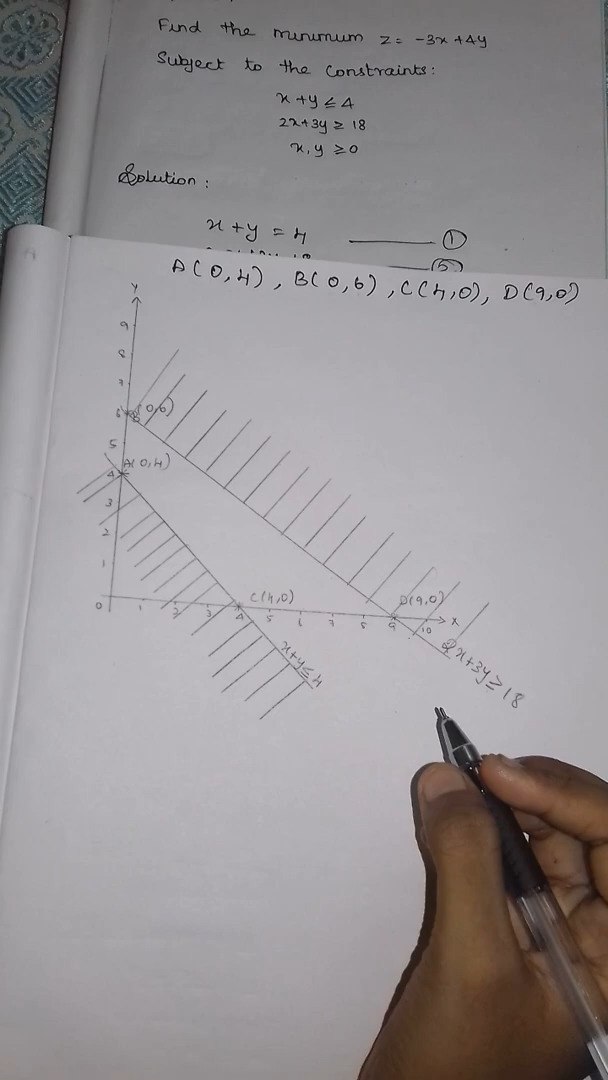 Find the minimum z = -3x + 4y
Subject to the Constraints:
x + y ≤ 4
2x + 3y ≥ 18
x, y ≥ 0
Solution:
x + y = 4 ——— ①
⑤
A(0,4), B(0,6), C(4,0), D(9,0)
Y
9
8
7
6 B(0,6)
5
4 A(0,4)
3
2
1
C(4,0) D(9,0)
0 1 2 3 4 5 6 7 8 9 10 X
x+y≤4
2x+3y≥18